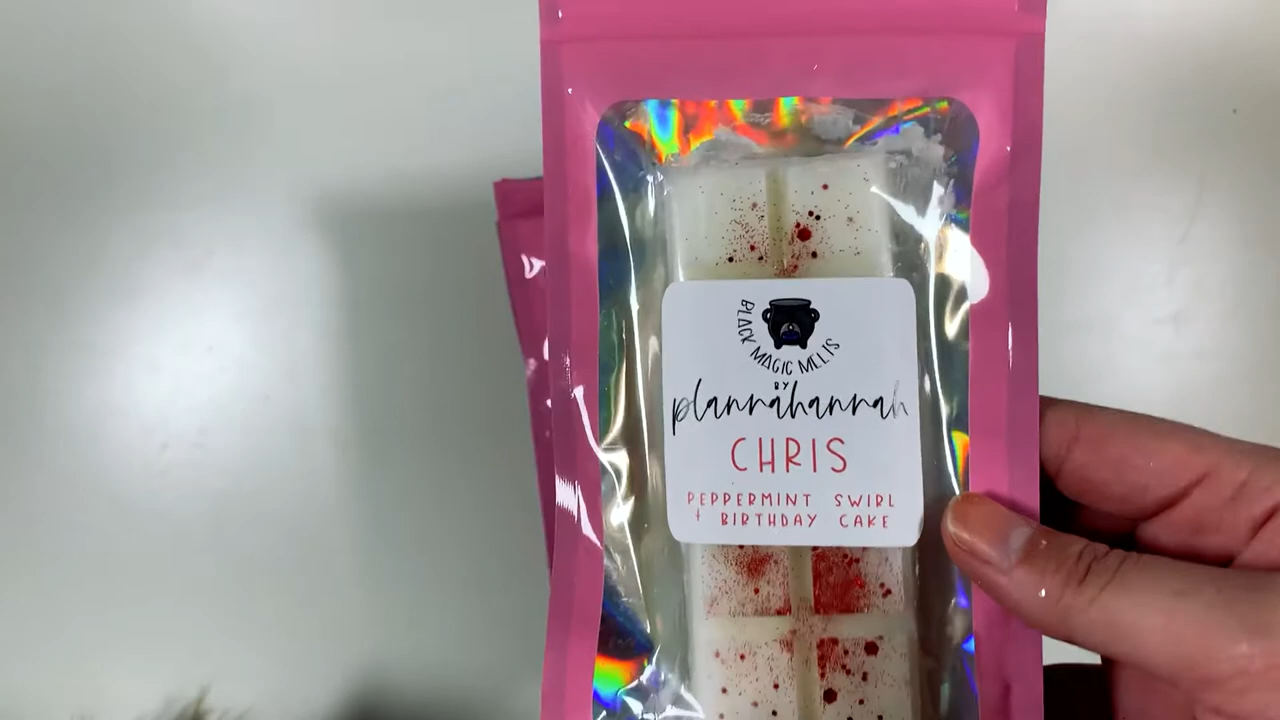 BLACK MAGIC MELTS
BY
plannahannah
CHRIS
PEPPERMINT SWIRL
+ BIRTHDAY CAKE